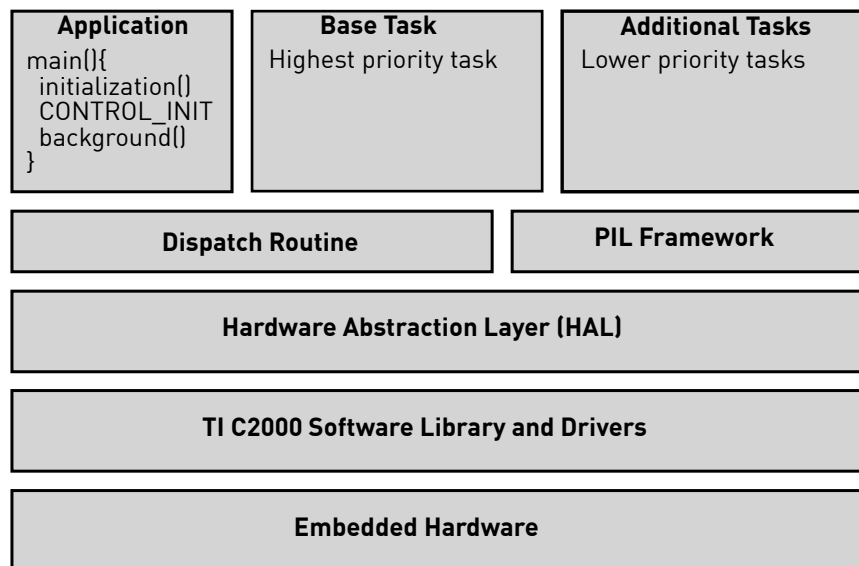 Application
main(){
initialization()
CONTROL_INIT
background()
}
Base Task
Highest priority task
Additional Tasks
Lower priority tasks
Dispatch Routine
PIL Framework
Hardware Abstraction Layer (HAL)
TI C2000 Software Library and Drivers
Embedded Hardware